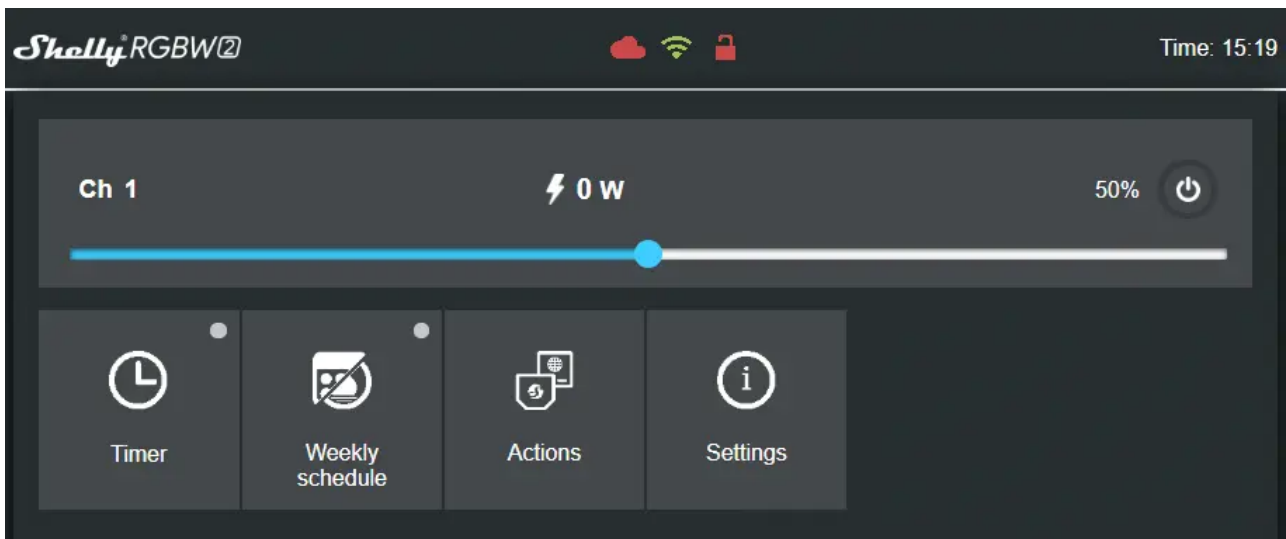 Shelly RGBW2
Time: 15:19
Ch 1
0 W
50%
Timer
Weekly
schedule
Actions
Settings